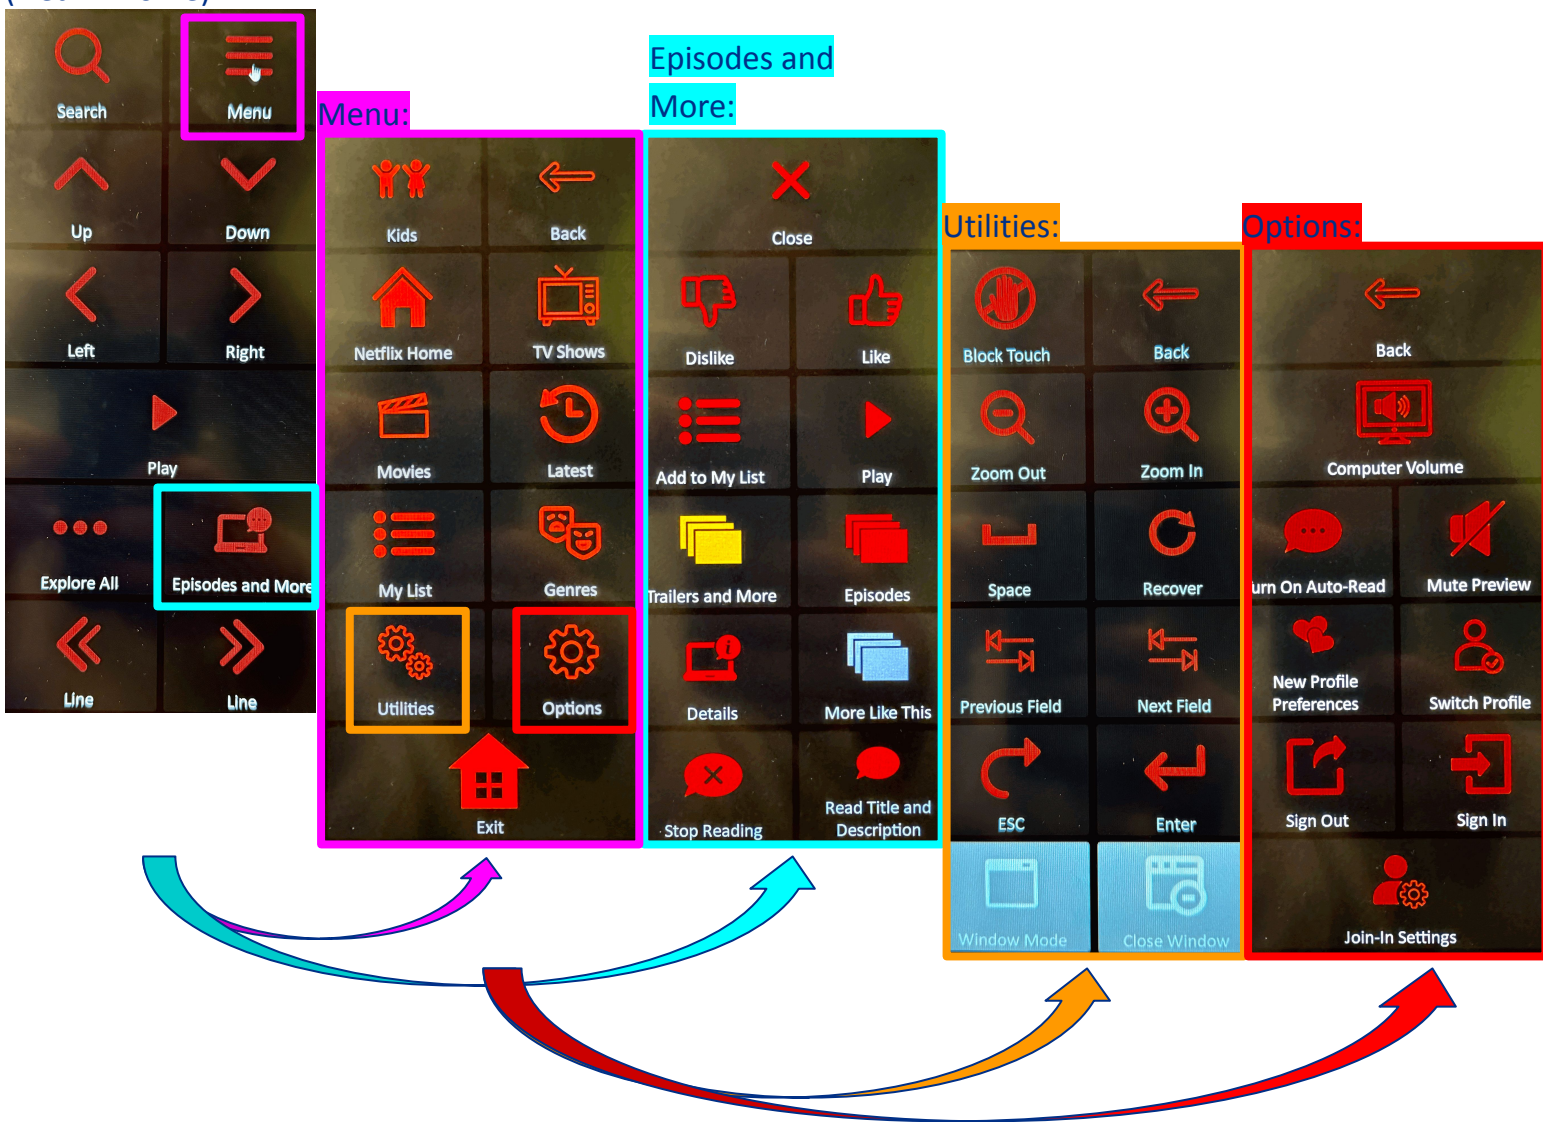 Search
Menu
Up
Down
Left
Right
Play
Explore All
Episodes and More
Line
Line
Menu:
Kids
Back
Netflix Home
TV Shows
Movies
Latest
My List
Genres
Utilities
Options
Exit
Episodes and
More:
Close
Dislike
Like
Add to My List
Play
Trailers and More
Episodes
Details
More Like This
Stop Reading
Read Title and
Description
Utilities:
Block Touch
Back
Zoom Out
Zoom In
Space
Recover
Previous Field
Next Field
ESC
Enter
Window Mode
Close Window
Options:
Back
Computer Volume
urn On Auto-Read
Mute Preview
New Profile
Preferences
Switch Profile
Sign Out
Sign In
Join-In Settings